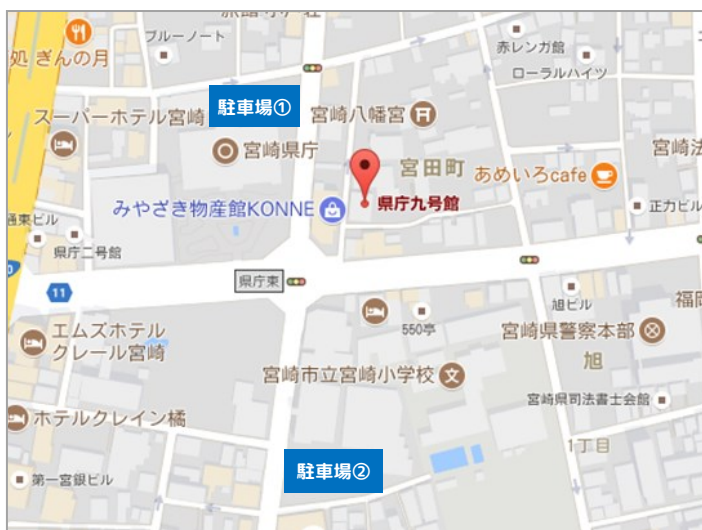 ブルーノート
処 ぎんの月
赤レンガ館
ローラルハイツ
スーパーホテル宮崎
駐車場①
宮崎八幡宮
宮崎県庁
宮田町
あめいろcafe
みやざき物産館KONNE
県庁九号館
正力ビル
県庁二号館
11
県庁東
550亭
旭ビル
エムズホテル
クレール宮崎
宮崎県警察本部
宮崎市立宮崎小学校
文
旭
宮崎県司法書士会館
ホテルクレイン橘
1丁目
駐車場②
第一宮銀ビル